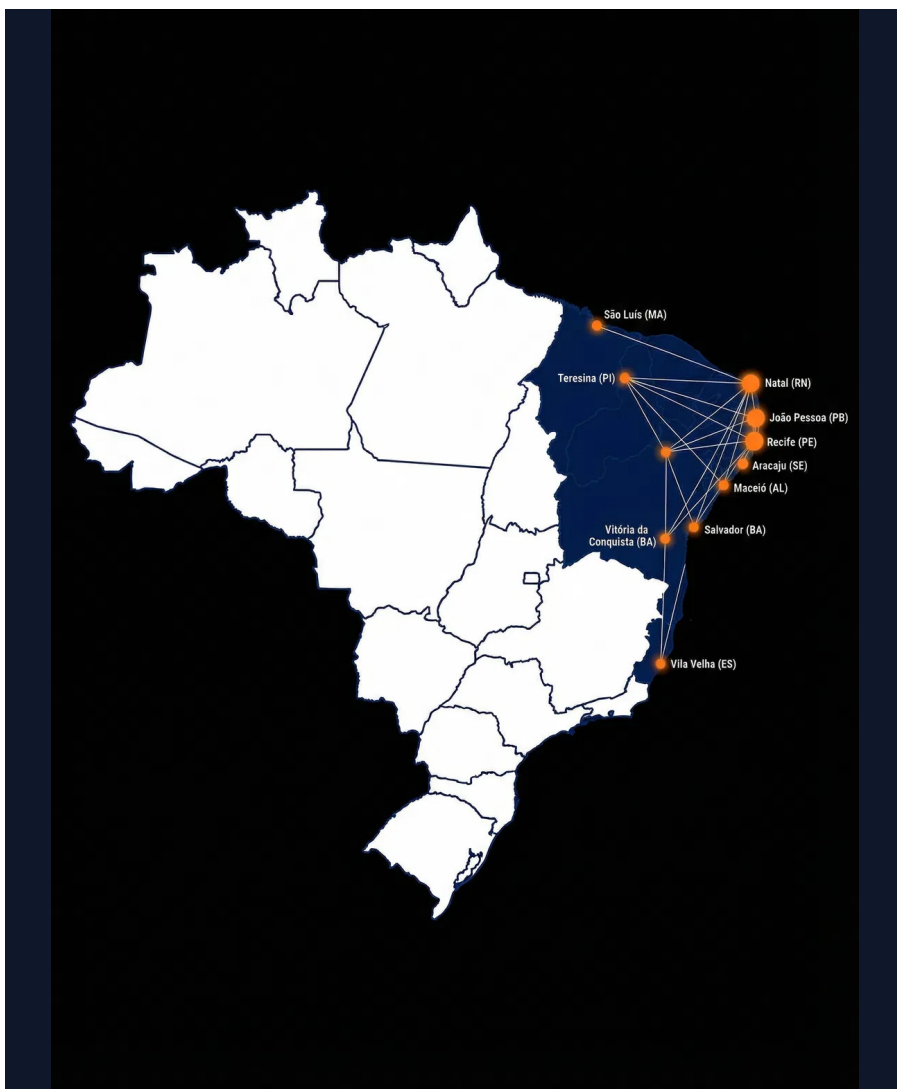 São Luís (MA)
Teresina (PI)
Natal (RN)
João Pessoa (PB)
Recife (PE)
Aracaju (SE)
Maceió (AL)
Salvador (BA)
Vitória da
Conquista (BA)
Vila Velha (ES)